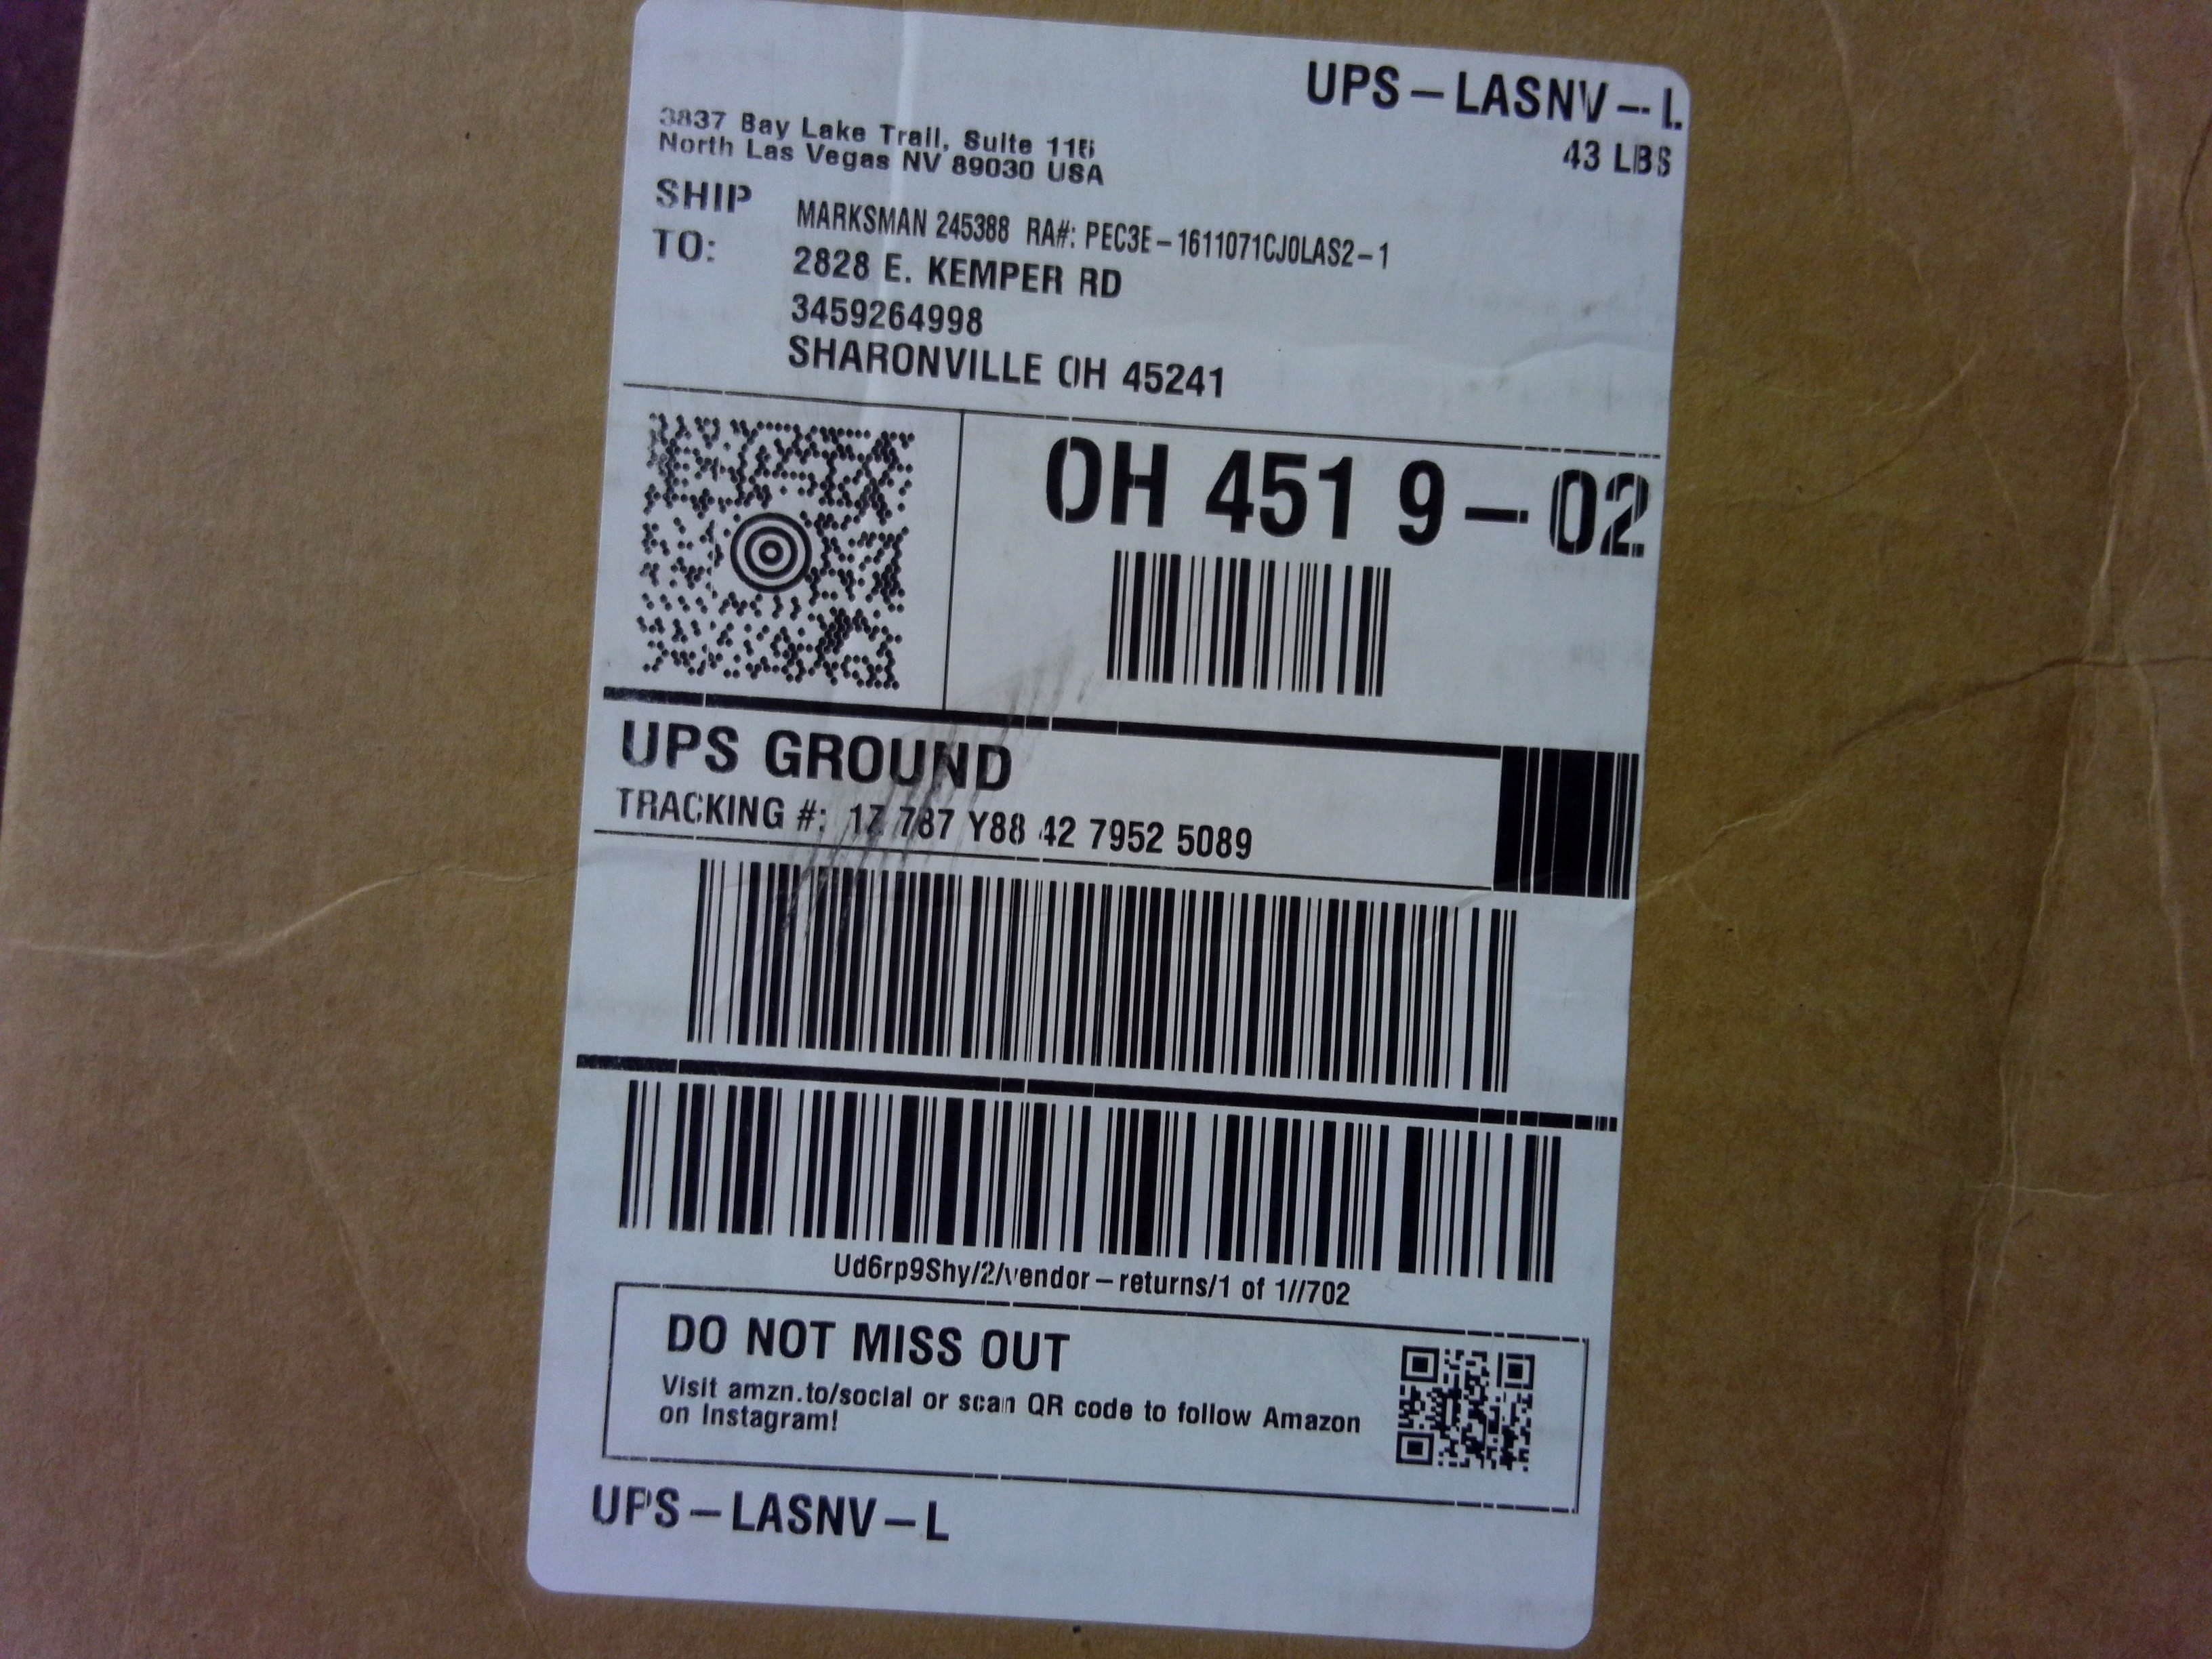 UPS – LASNV – L
43 LBS
3837 Bay Lake Trail, Suite 115
North Las Vegas NV 89030 USA
SHIP TO:
MARKSMAN 245388 RA#: PEC3E – 1611071CJ0LAS2 – 1
2828 E. KEMPER RD
3459264998
SHARONVILLE OH 45241
OH 451 9 – 02
UPS GROUND
TRACKING #: 1Z 787 Y88 42 7952 5089
Ud6rp9Shy/2/vendor – returns/1 of 1//702
DO NOT MISS OUT
Visit amzn.to/social or scan QR code to follow Amazon
on Instagram!
UPS – LASNV – L